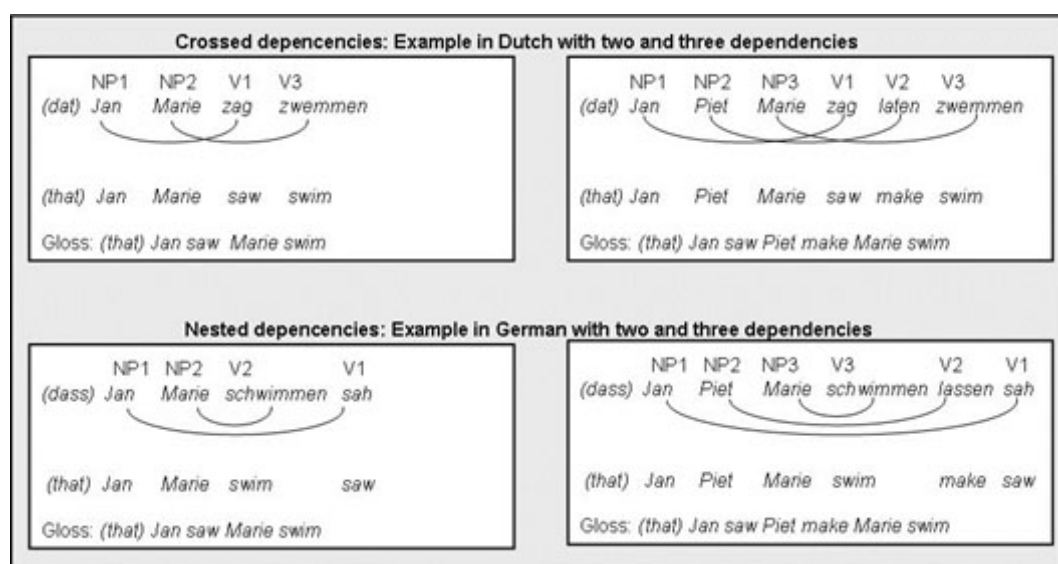 Crossed depencencies: Example in Dutch with two and three dependencies
NP1 NP2 V1 V3
(dat) Jan Marie zag zwemmen
(that) Jan Marie saw swim
Gloss: (that) Jan saw Marie swim
NP1 NP2 NP3 V1 V2 V3
(dat) Jan Piet Marie zag laten zwemmen
(that) Jan Piet Marie saw make swim
Gloss: (that) Jan saw Piet make Marie swim
Nested depencencies: Example in German with two and three dependencies
NP1 NP2 V2 V1
(dass) Jan Marie schwimmen sah
(that) Jan Marie swim saw
Gloss: (that) Jan saw Marie swim
NP1 NP2 NP3 V3 V2 V1
(dass) Jan Piet Marie schwimmen lassen sah
(that) Jan Piet Marie swim make saw
Gloss: (that) Jan saw Piet make Marie swim